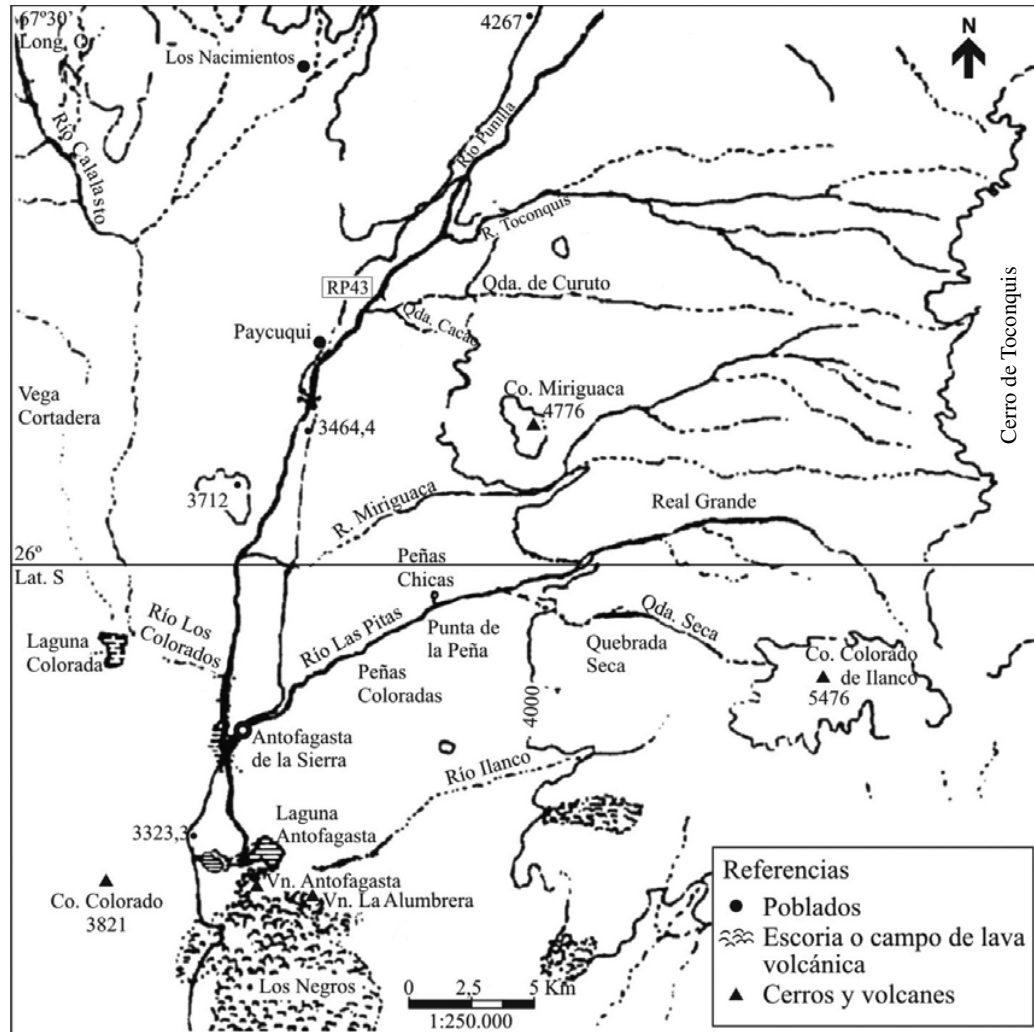 67º30'
Long. O.
4267
N
Los Nacimientos
Río Punilla
Río Calalasto
R. Toconquis
RP43
Qda. de Curuto
Qda. Cacao
Paycuqui
Cerro de Toconquis
Vega
Cortadera
Co. Miriguaca
4776
3464,4
3712
R. Miriguaca
Real Grande
26º
Lat. S
Peñas
Chicas
Río Los
Colorados
Río Las Pitas
Punta de
la Peña
Qda. Seca
Quebrada
Seca
Laguna
Colorada
Peñas
Coloradas
Co. Colorado
de Ilanco
5476
4000
Antofagasta
de la Sierra
Río Ilanco
Laguna
Antofagasta
3323,3
Vn. Antofagasta
Vn. La Alumbrera
Co. Colorado
3821
Los Negros
0 2,5 5 Km
1:250.000
Referencias
Poblados
Escoria o campo de lava
volcánica
Cerros y volcanes